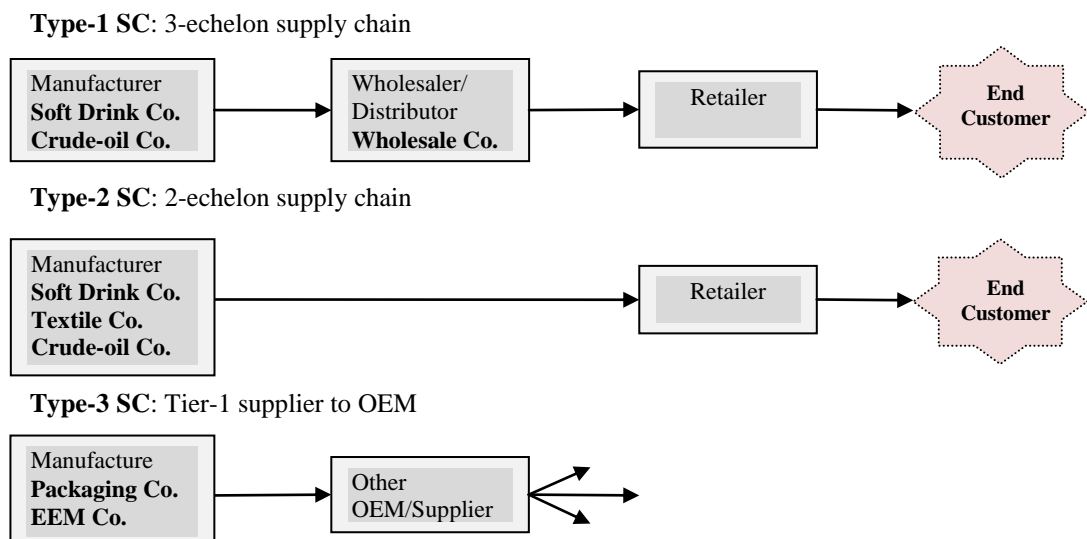 Type-1 SC: 3-echelon supply chain
Manufacturer
Soft Drink Co.
Crude-oil Co.
Wholesaler/
Distributor
Wholesale Co.
Retailer
End
Customer
Type-2 SC: 2-echelon supply chain
Manufacturer
Soft Drink Co.
Textile Co.
Crude-oil Co.
Retailer
End
Customer
Type-3 SC: Tier-1 supplier to OEM
Manufacture
Packaging Co.
EEM Co.
Other
OEM/Supplier